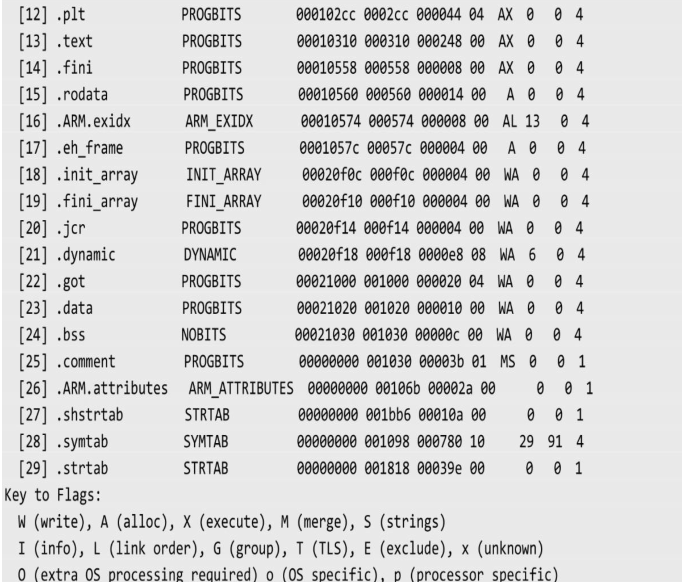 [12] .plt PROGBITS 000102cc 0002cc 000044 04 AX 0 0 4
[13] .text PROGBITS 00010310 000310 000248 00 AX 0 0 4
[14] .fini PROGBITS 00010558 000558 000008 00 AX 0 0 4
[15] .rodata PROGBITS 00010560 000560 000014 00 A 0 0 4
[16] .ARM.exidx ARM_EXIDX 00010574 000574 000008 00 AL 13 0 4
[17] .eh_frame PROGBITS 0001057c 00057c 000004 00 A 0 0 4
[18] .init_array INIT_ARRAY 00020f0c 000f0c 000004 00 WA 0 0 4
[19] .fini_array FINI_ARRAY 00020f10 000f10 000004 00 WA 0 0 4
[20] .jcr PROGBITS 00020f14 000f14 000004 00 WA 0 0 4
[21] .dynamic DYNAMIC 00020f18 000f18 0000e8 08 WA 6 0 4
[22] .got PROGBITS 00021000 001000 000020 04 WA 0 0 4
[23] .data PROGBITS 00021020 001020 000010 00 WA 0 0 4
[24] .bss NOBITS 00021030 001030 00000c 00 WA 0 0 4
[25] .comment PROGBITS 00000000 001030 00003b 01 MS 0 0 1
[26] .ARM.attributes ARM_ATTRIBUTES 00000000 00106b 00002a 00 0 0 1
[27] .shstrtab STRTAB 00000000 001bb6 00010a 00 0 0 1
[28] .symtab SYMTAB 00000000 001098 000780 10 29 91 4
[29] .strtab STRTAB 00000000 001818 00039e 00 0 0 1
Key to Flags:
W (write), A (alloc), X (execute), M (merge), S (strings)
I (info), L (link order), G (group), T (TLS), E (exclude), x (unknown)
O (extra OS processing required) o (OS specific), p (processor specific)